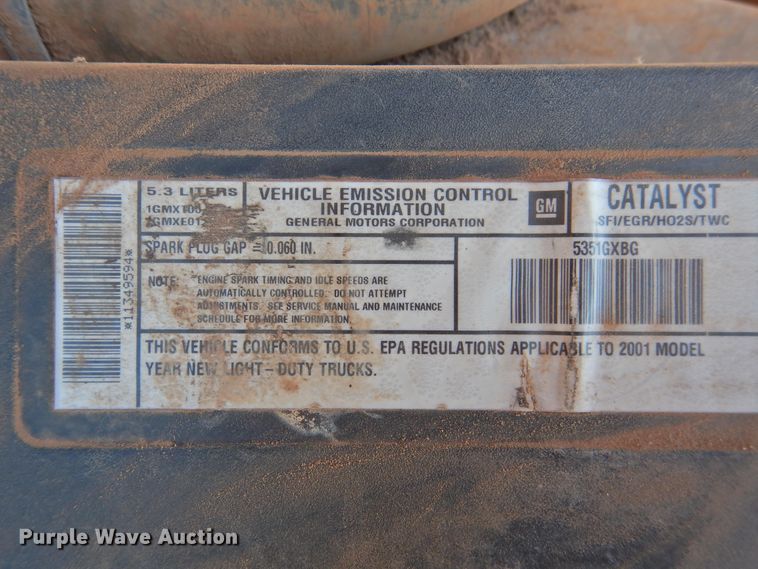 *11349594*
5.3 LITERS
VEHICLE EMISSION CONTROL
INFORMATION
GENERAL MOTORS CORPORATION
GM
CATALYST
SFI/EGR/HO2S/TWC
SPARK PLUG GAP = 0.060 IN.
NOTE: ENGINE SPARK TIMING AND IDLE SPEEDS ARE
AUTOMATICALLY CONTROLLED. DO NOT ATTEMPT
ADJUSTMENTS. SEE SERVICE MANUAL AND MAINTENANCE
SCHEDULE FOR MORE INFORMATION.
5351GXBG
THIS VEHICLE CONFORMS TO U.S. EPA REGULATIONS APPLICABLE TO 2001 MODEL
YEAR NEW LIGHT-DUTY TRUCKS.
Purple Wave Auction